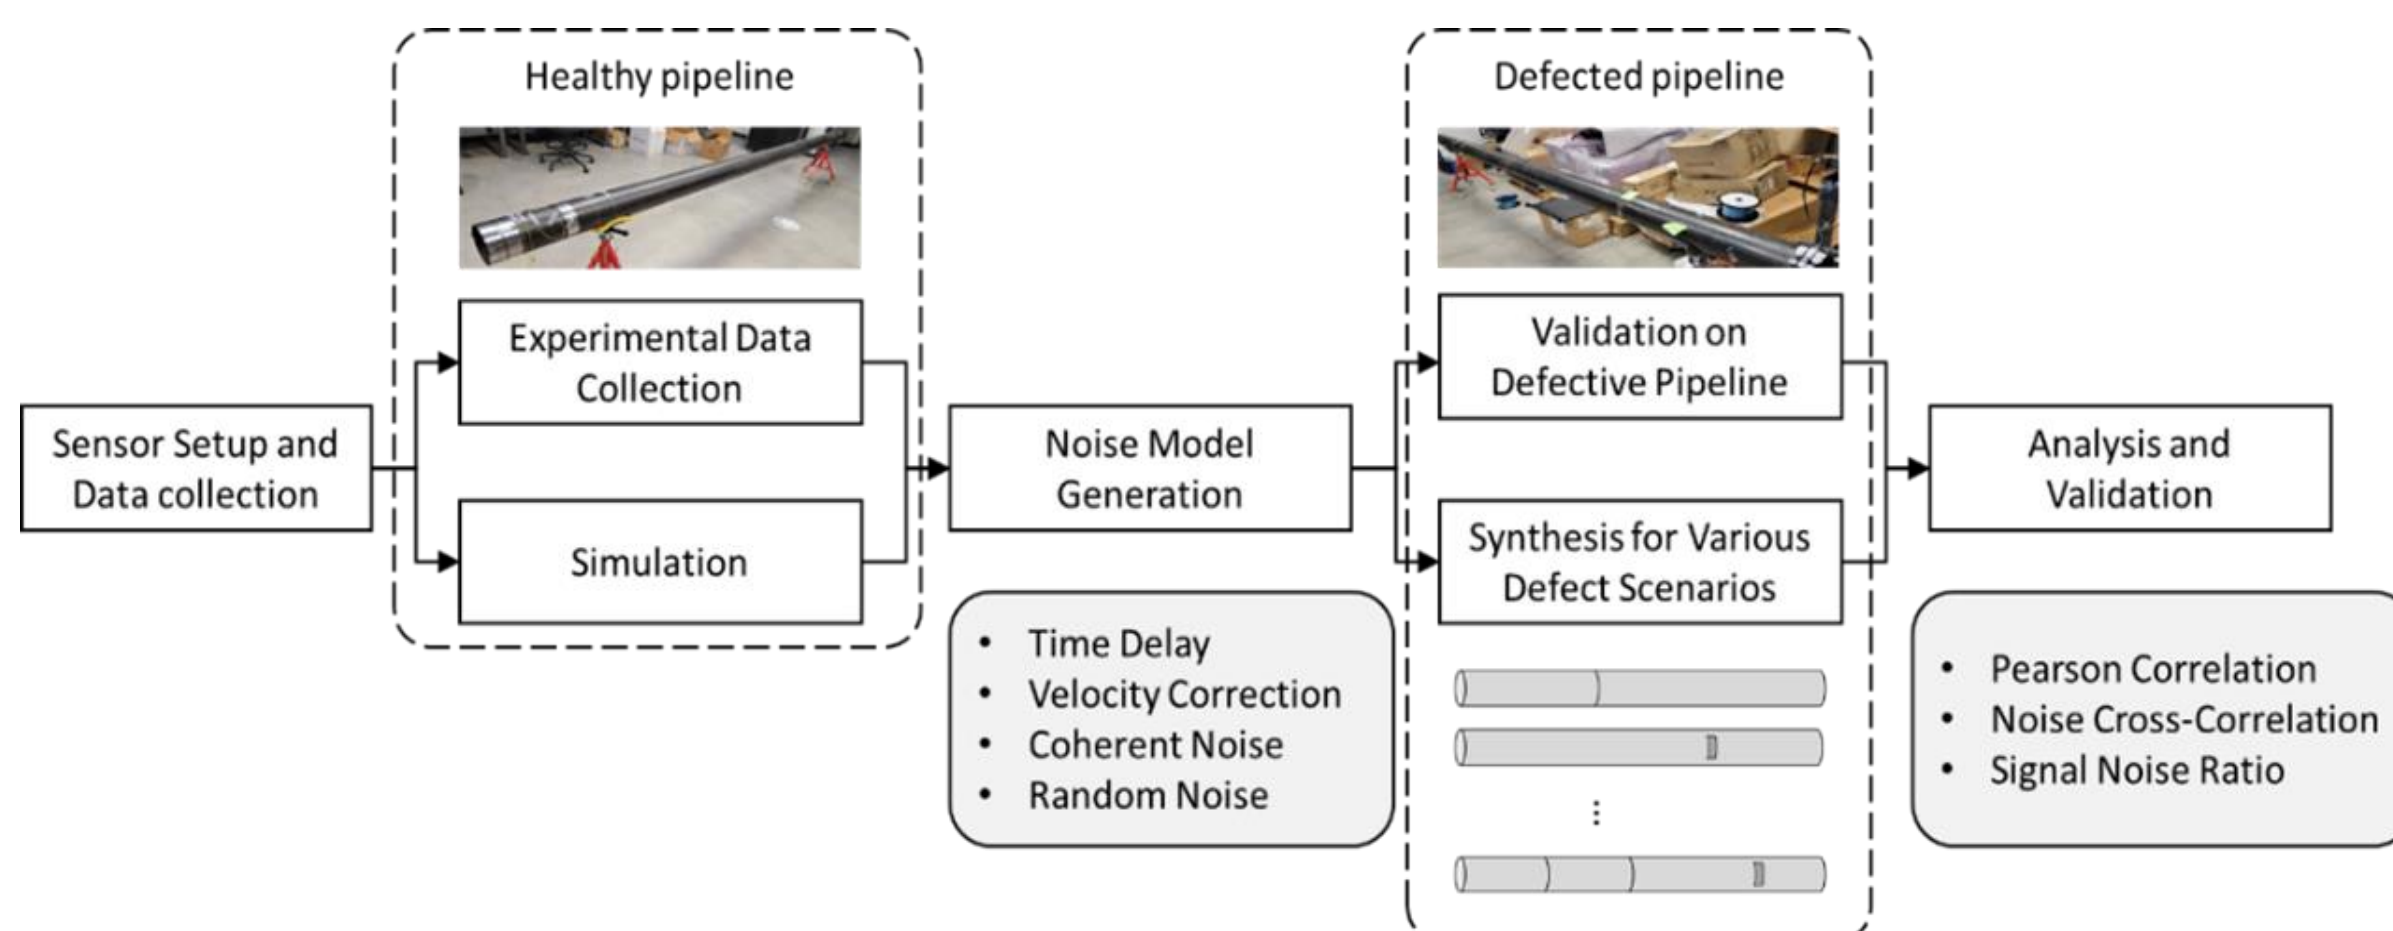 Healthy pipeline
Defected pipeline
Experimental Data
Collection
Validation on
Defective Pipeline
Sensor Setup and
Data collection
Noise Model
Generation
Analysis and
Validation
Simulation
Synthesis for Various
Defect Scenarios
• Time Delay
• Velocity Correction
• Coherent Noise
• Random Noise
• Pearson Correlation
• Noise Cross-Correlation
• Signal Noise Ratio